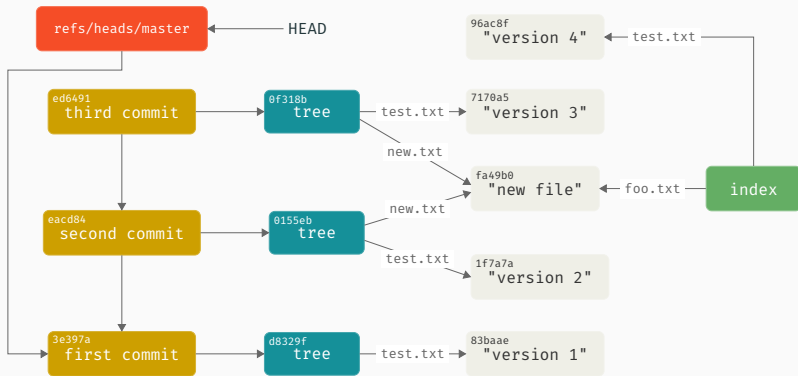 refs/heads/master
HEAD
96ac8f
"version 4"
test.txt
ed6491
third commit
0f318b
tree
test.txt
7170a5
"version 3"
new.txt
fa49b0
"new file"
foo.txt
index
eacd84
second commit
0155eb
tree
new.txt
test.txt
1f7a7a
"version 2"
3e397a
first commit
d8329f
tree
test.txt
83baae
"version 1"